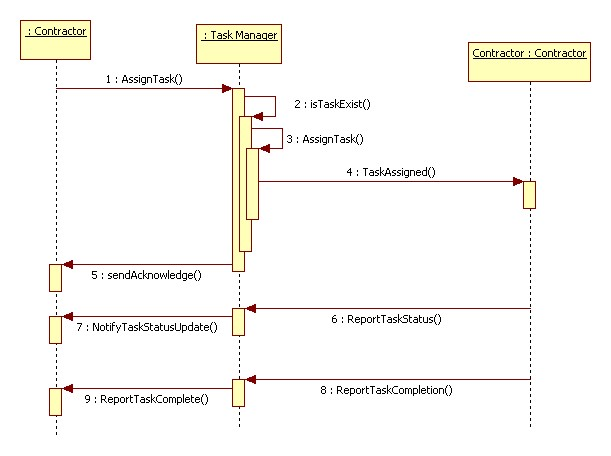 : Contractor
: Task Manager
Contractor : Contractor
1 : AssignTask()
2 : isTaskExist()
3 : AssignTask()
4 : TaskAssigned()
5 : sendAcknowledge()
6 : ReportTaskStatus()
7 : NotifyTaskStatusUpdate()
8 : ReportTaskCompletion()
9 : ReportTaskComplete()